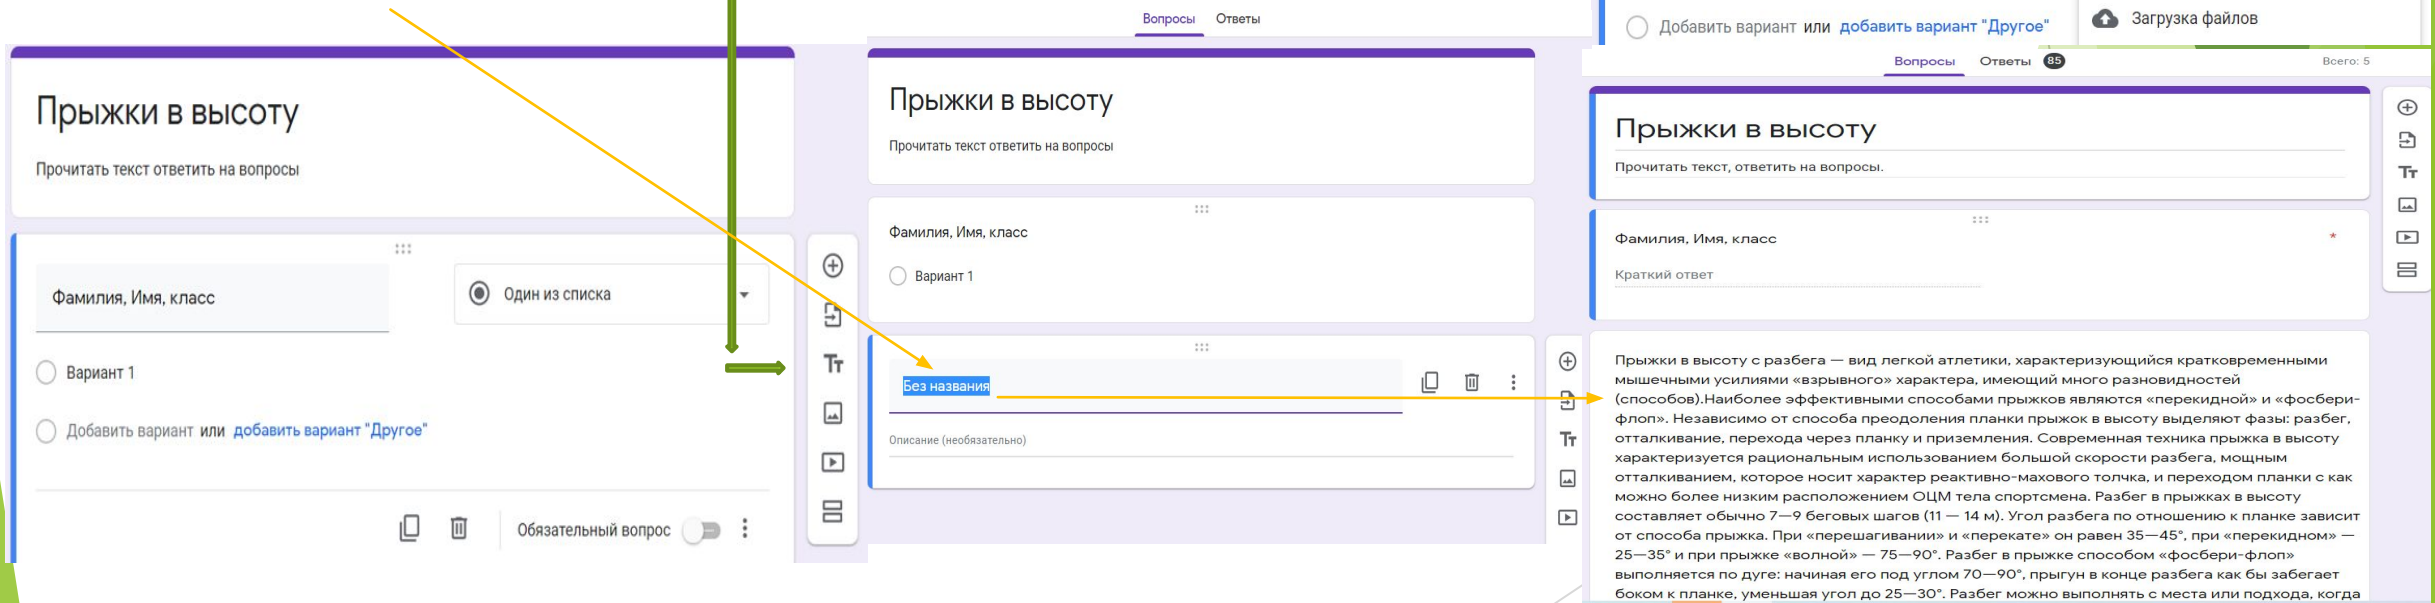 Прыжки в высоту
Прочитать текст ответить на вопросы
Фамилия, Имя, класс
Один из списка
Вариант 1
Добавить вариант или добавить вариант "Другое"
Обязательный вопрос
Tт
Вопросы Ответы
Прыжки в высоту
Прочитать текст ответить на вопросы
Фамилия, Имя, класс
Вариант 1
Без названия
Описание (необязательно)
Tт
Добавить вариант или добавить вариант "Другое"
Загрузка файлов
Вопросы Ответы 85
Всего: 5
Прыжки в высоту
Прочитать текст, ответить на вопросы.
Фамилия, Имя, класс *
Краткий ответ
Tт
Прыжки в высоту с разбега — вид легкой атлетики, характеризующийся кратковременными
мышечными усилиями «взрывного» характера, имеющий много разновидностей
(способов).Наиболее эффективными способами прыжков являются «перекидной» и «фосбери-
флоп». Независимо от способа преодоления планки прыжок в высоту выделяют фазы: разбег,
отталкивание, перехода через планку и приземления. Современная техника прыжка в высоту
характеризуется рациональным использованием большой скорости разбега, мощным
отталкиванием, которое носит характер реактивно-махового толчка, и переходом планки с как
можно более низким расположением ОЦМ тела спортсмена. Разбег в прыжках в высоту
составляет обычно 7—9 беговых шагов (11 — 14 м). Угол разбега по отношению к планке зависит
от способа прыжка. При «перешагивании» и «перекате» он равен 35—45°, при «перекидном» —
25—35° и при прыжке «волной» — 75—90°. Разбег в прыжке способом «фосбери-флоп»
выполняется по дуге: начиная его под углом 70—90°, прыгун в конце разбега как бы забегает
боком к планке, уменьшая угол до 25—30°. Разбег можно выполнять с места или подхода, когда